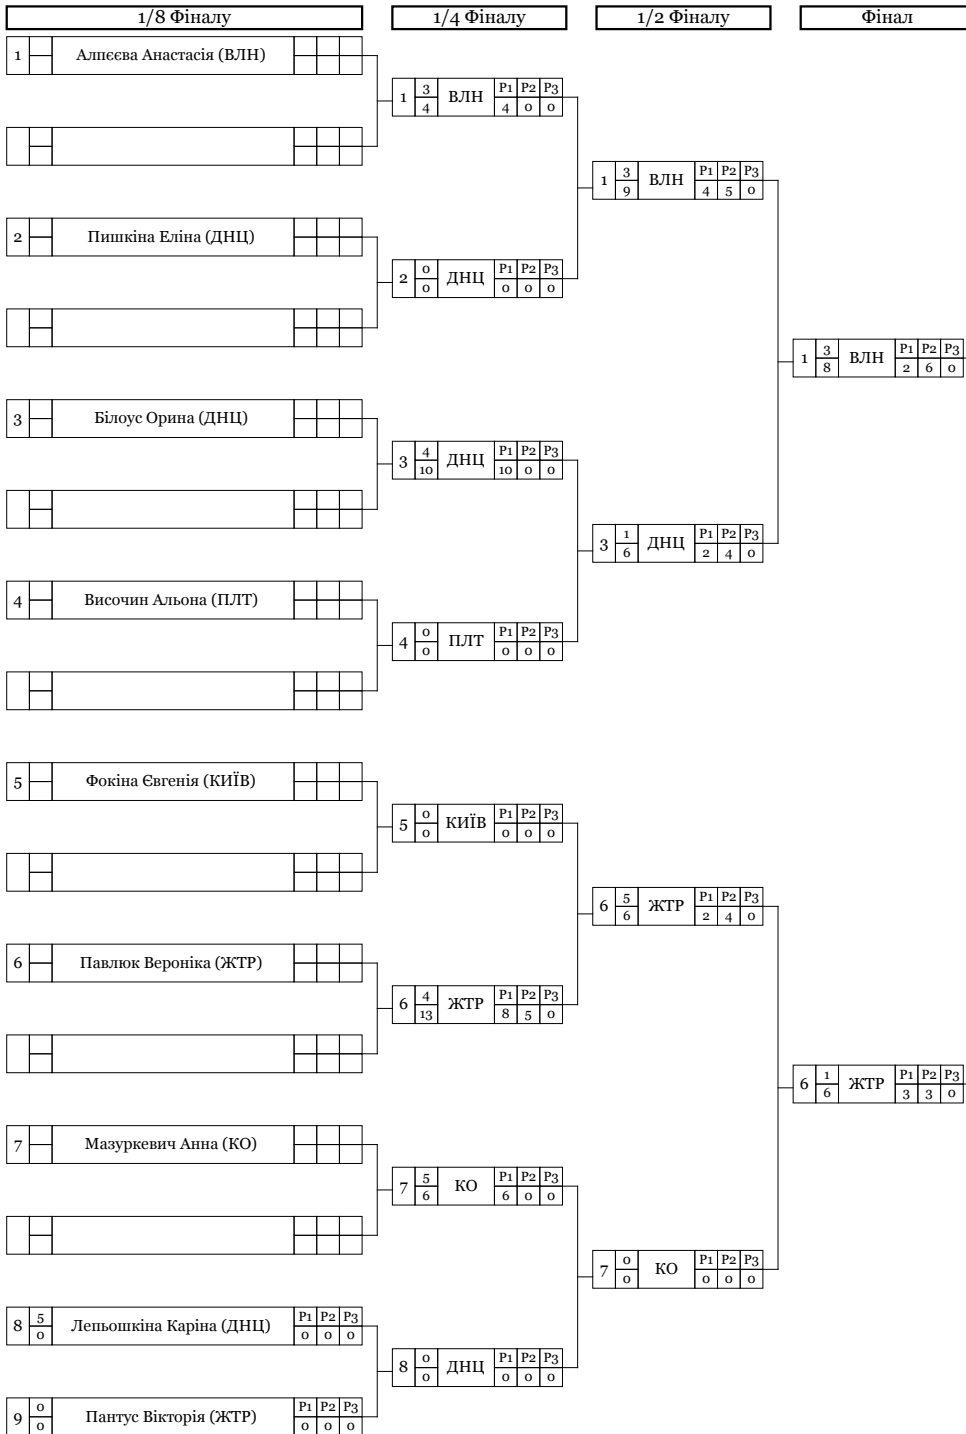 1/8 Фіналу 1/4 Фіналу 1/2 Фіналу Фінал
1 Алпєєва Анастасія (ВЛН)
1 3 4 ВЛН P1 P2 P3 4 0 0
1 3 9 ВЛН P1 P2 P3 4 5 0
2 Пишкіна Еліна (ДНЦ)
2 0 0 ДНЦ P1 P2 P3 0 0 0
1 3 8 ВЛН P1 P2 P3 2 6 0
3 Білоус Орина (ДНЦ)
3 4 10 ДНЦ P1 P2 P3 10 0 0
3 1 6 ДНЦ P1 P2 P3 2 4 0
4 Височин Альона (ПЛТ)
4 0 0 ПЛТ P1 P2 P3 0 0 0
5 Фокіна Євгенія (КИЇВ)
5 0 0 КИЇВ P1 P2 P3 0 0 0
6 5 6 ЖТР P1 P2 P3 2 4 0
6 Павлюк Вероніка (ЖТР)
6 4 13 ЖТР P1 P2 P3 8 5 0
6 1 6 ЖТР P1 P2 P3 3 3 0
7 Мазуркевич Анна (КО)
7 5 6 КО P1 P2 P3 6 0 0
7 0 0 КО P1 P2 P3 0 0 0
8 5 0 Лепьошкіна Каріна (ДНЦ) P1 P2 P3 0 0 0
8 0 0 ДНЦ P1 P2 P3 0 0 0
9 0 0 Пантус Вікторія (ЖТР) P1 P2 P3 0 0 0